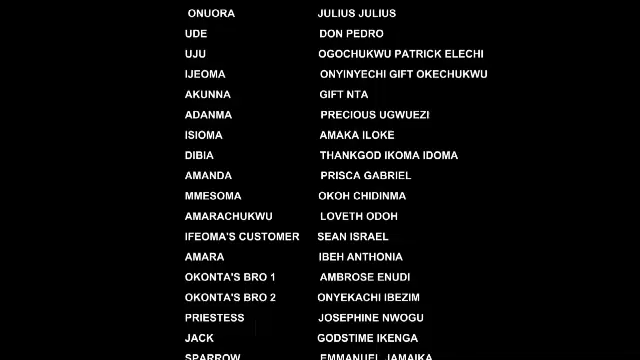 ONUORA JULIUS JULIUS
UDE DON PEDRO
UJU OGOCHUKWU PATRICK ELECHI
IJEOMA ONYINYECHI GIFT OKECHUKWU
AKUNNA GIFT NTA
ADANMA PRECIOUS UGWUEZI
ISIOMA AMAKA ILOKE
DIBIA THANKGOD IKOMA IDOMA
AMANDA PRISCA GABRIEL
MMESOMA OKOH CHIDINMA
AMARACHUKWU LOVETH ODOH
IFEOMA'S CUSTOMER SEAN ISRAEL
AMARA IBEH ANTHONIA
OKONTA'S BRO 1 AMBROSE ENUDI
OKONTA'S BRO 2 ONYEKACHI IBEZIM
PRIESTESS JOSEPHINE NWOGU
JACK GODSTIME IKENGA
SPARROW EMMANUEL JAMAIKA